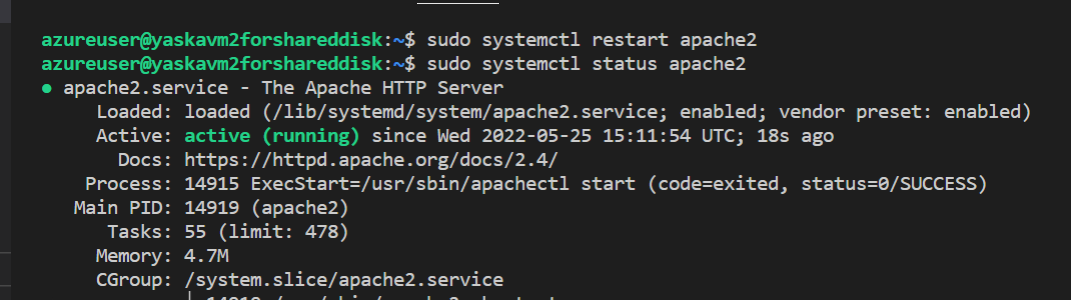 azureuser@yaskavm2forshareddisk:~$ sudo systemctl restart apache2
azureuser@yaskavm2forshareddisk:~$ sudo systemctl status apache2
● apache2.service - The Apache HTTP Server
Loaded: loaded (/lib/systemd/system/apache2.service; enabled; vendor preset: enabled)
Active: active (running) since Wed 2022-05-25 15:11:54 UTC; 18s ago
Docs: https://httpd.apache.org/docs/2.4/
Process: 14915 ExecStart=/usr/sbin/apachectl start (code=exited, status=0/SUCCESS)
Main PID: 14919 (apache2)
Tasks: 55 (limit: 478)
Memory: 4.7M
CGroup: /system.slice/apache2.service